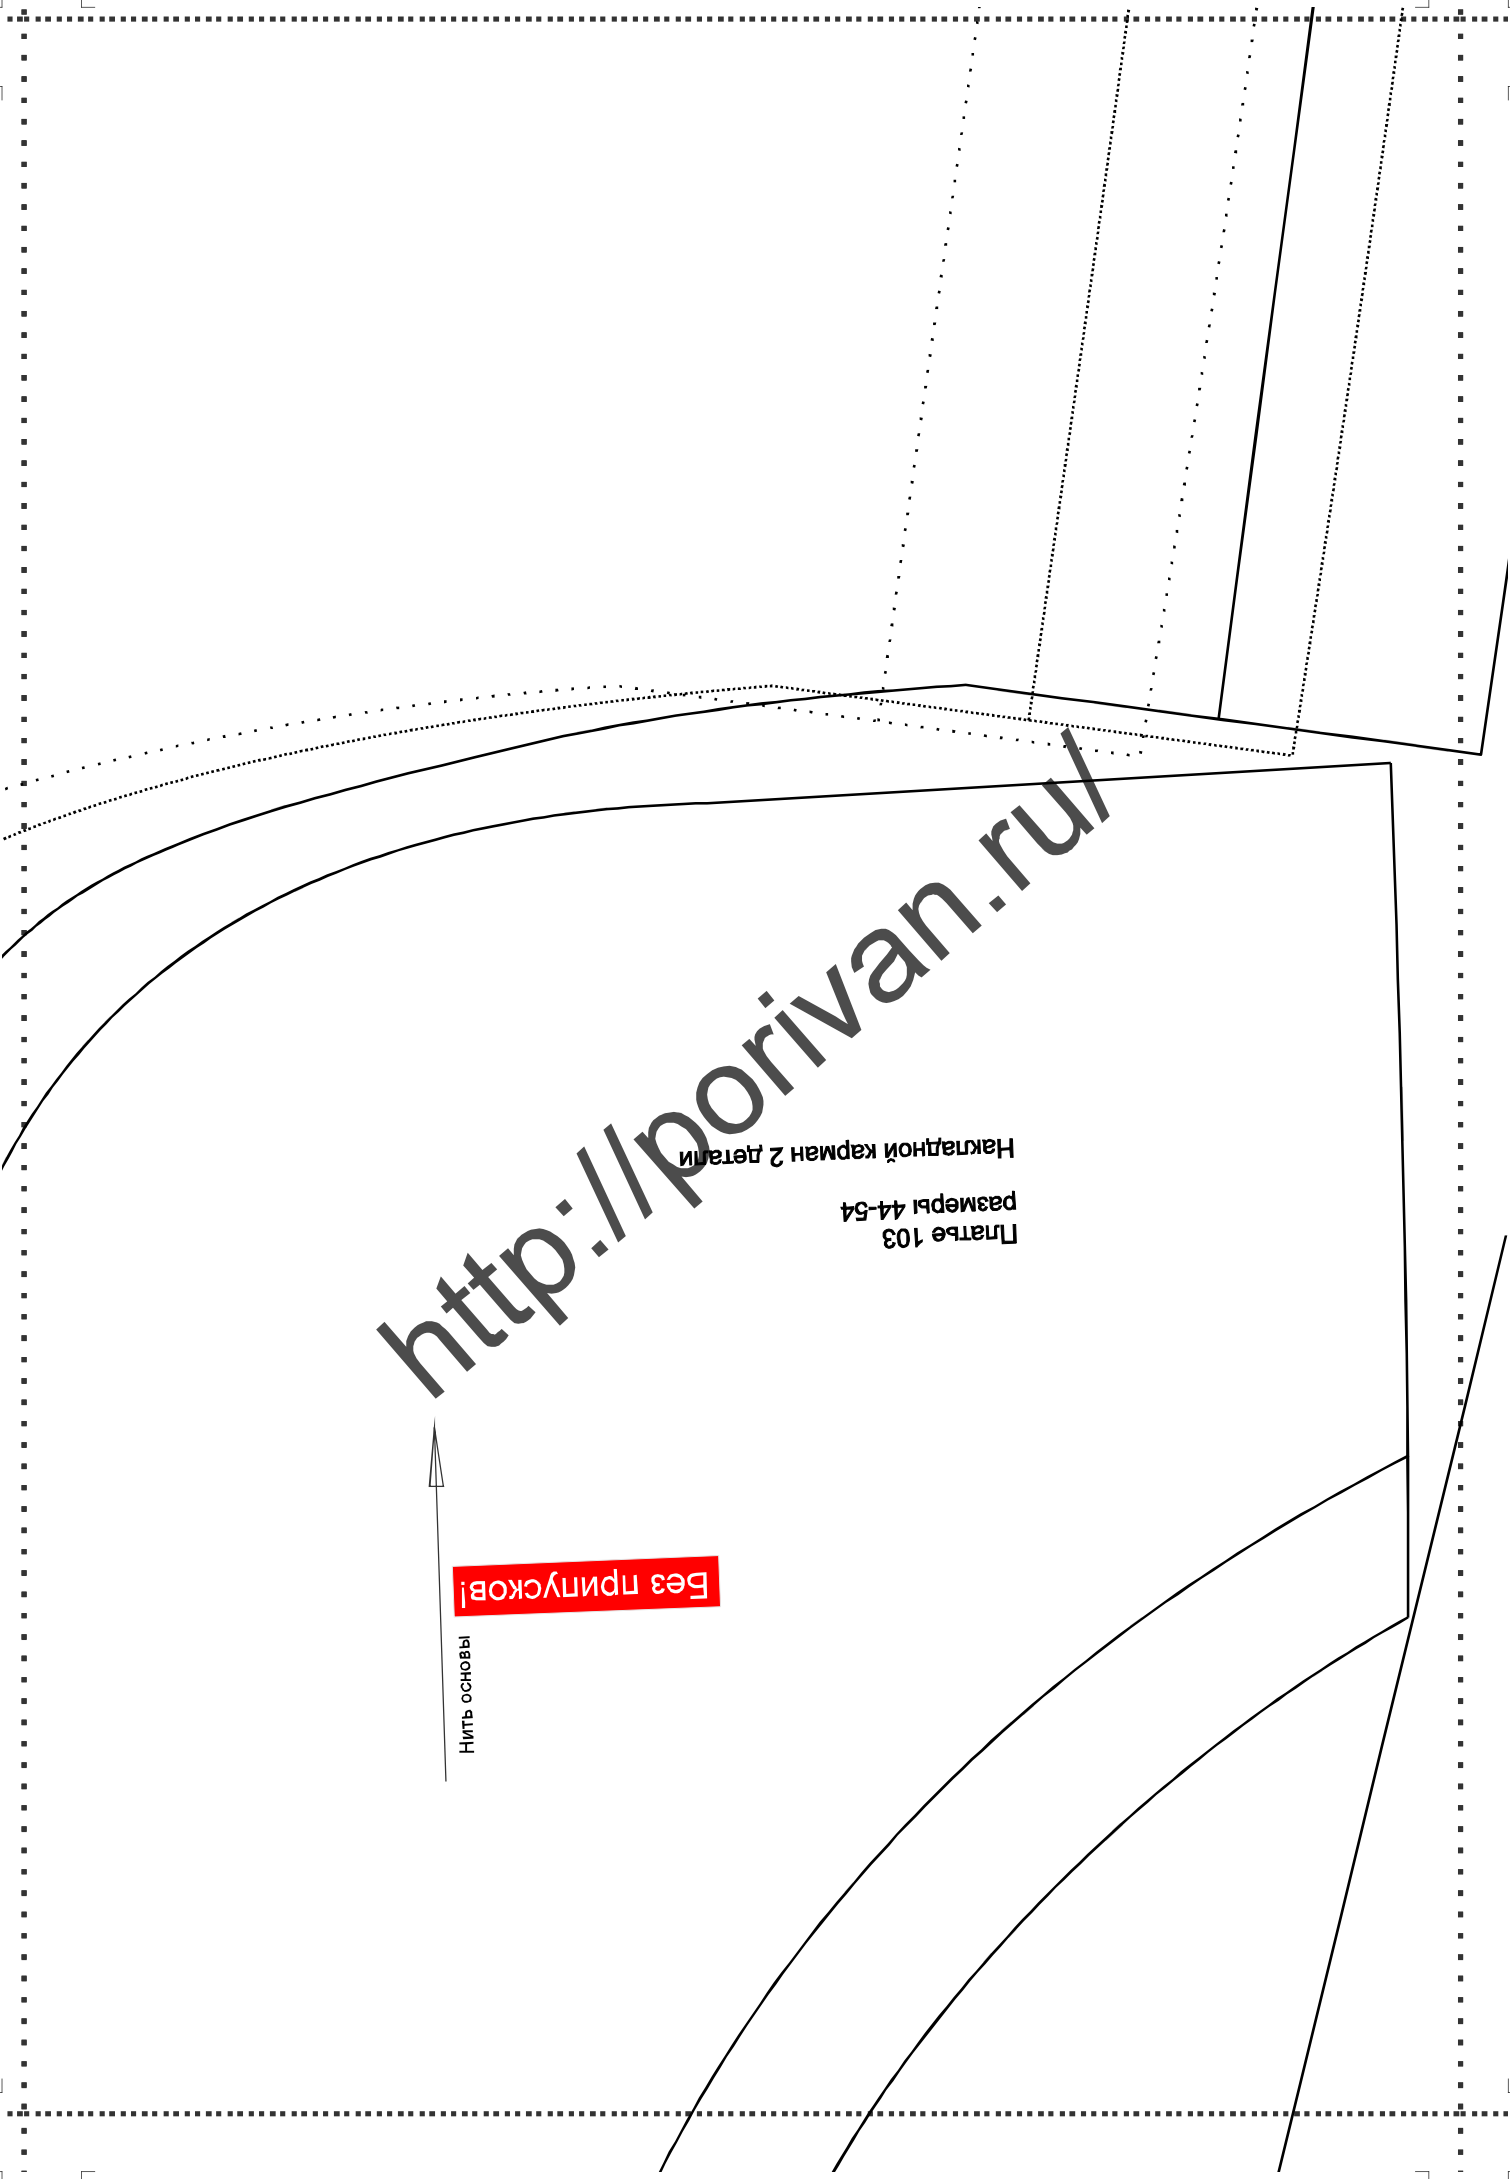 http://porivan.ru/
Платье 103
размеры 44-54
Накладной карман 2 детали
Без припусков!
Нить основы